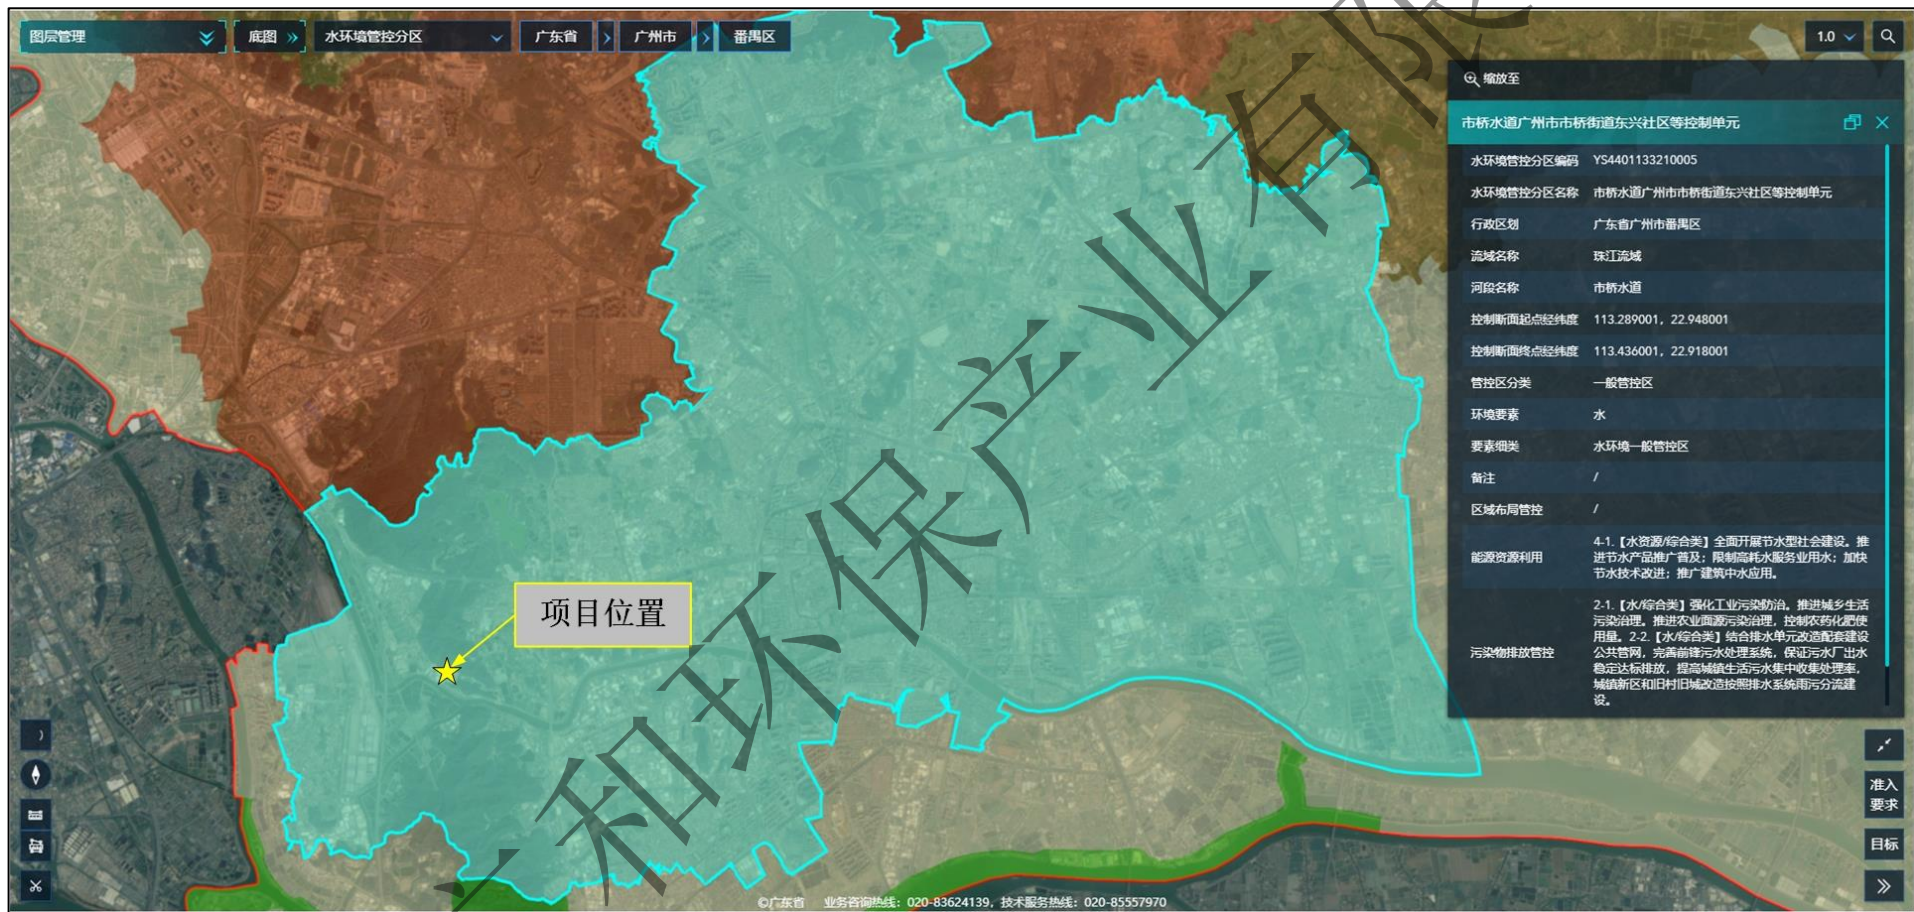 图层管理
底图 »
水环境管控分区
广东省 > 广州市 > 番禺区
1.0
缩放至
市桥水道广州市市桥街道东兴社区等控制单元
水环境管控分区编码 YS4401133210005
水环境管控分区名称 市桥水道广州市市桥街道东兴社区等控制单元
行政区划 广东省广州市番禺区
流域名称 珠江流域
河段名称 市桥水道
控制断面起点经纬度 113.289001，22.948001
控制断面终点经纬度 113.436001，22.918001
管控区分类 一般管控区
环境要素 水
要素细类 水环境一般管控区
备注 /
区域布局管控 /
能源资源利用
4-1.【水资源/综合类】全面开展节水型社会建设。推
进节水产品推广普及；限制高耗水服务业用水；加快
节水技术改进；推广建筑中水应用。
污染物排放管控
2-1.【水/综合类】强化工业污染防治。推进城乡生活
污染治理。推进农业面源污染治理，控制农药化肥使
用量。2-2.【水/综合类】结合排水单元改造配套建设
公共管网，完善前锋污水处理系统，保证污水厂出水
稳定达标排放，提高城镇生活污水集中收集处理率，
城镇新区和旧村旧城改造按照排水系统雨污分流建
设。
项目位置
准入
要求
目标
©广东省 业务咨询热线：020-83624139，技术服务热线：020-85557970
和环保产业有限